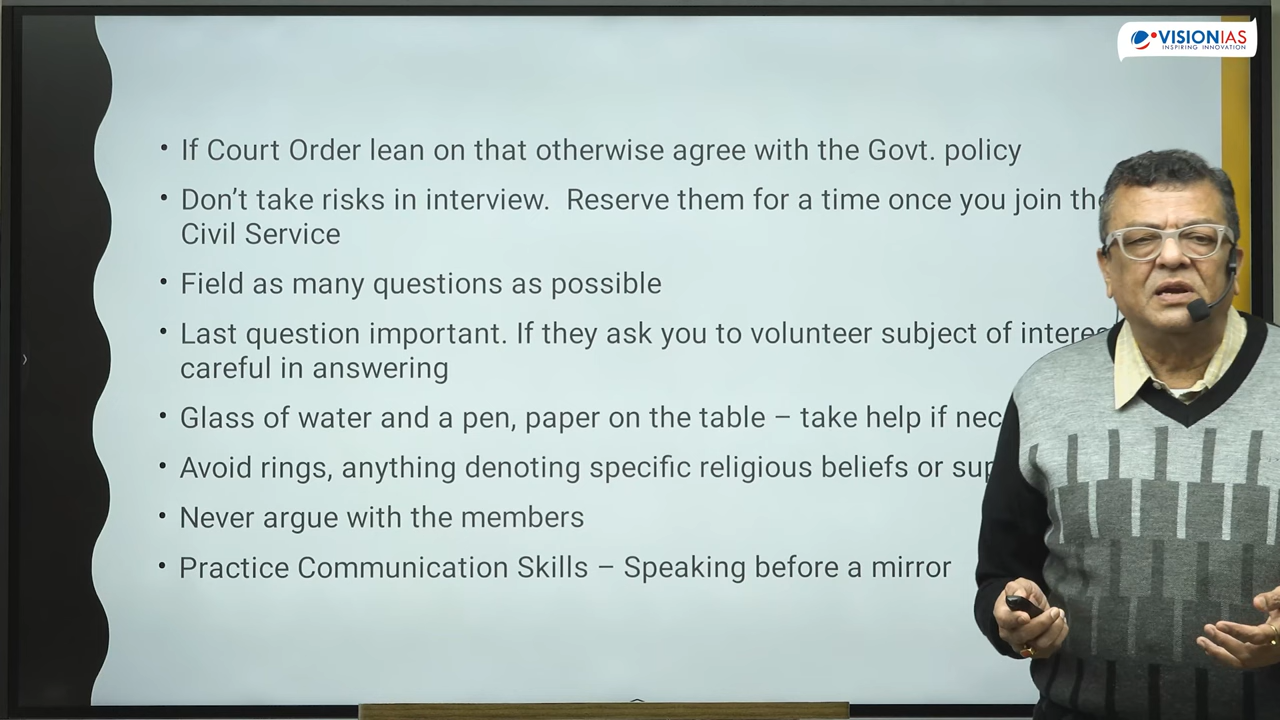 VISIONIAS
INSPIRING INNOVATION
• If Court Order lean on that otherwise agree with the Govt. policy
• Don’t take risks in interview.  Reserve them for a time once you join the
Civil Service
• Field as many questions as possible
• Last question important. If they ask you to volunteer subject of
careful in answering
• Glass of water and a pen, paper on the table – take help if
• Avoid rings, anything denoting specific religious beliefs or
• Never argue with the members
• Practice Communication Skills – Speaking before a mirror